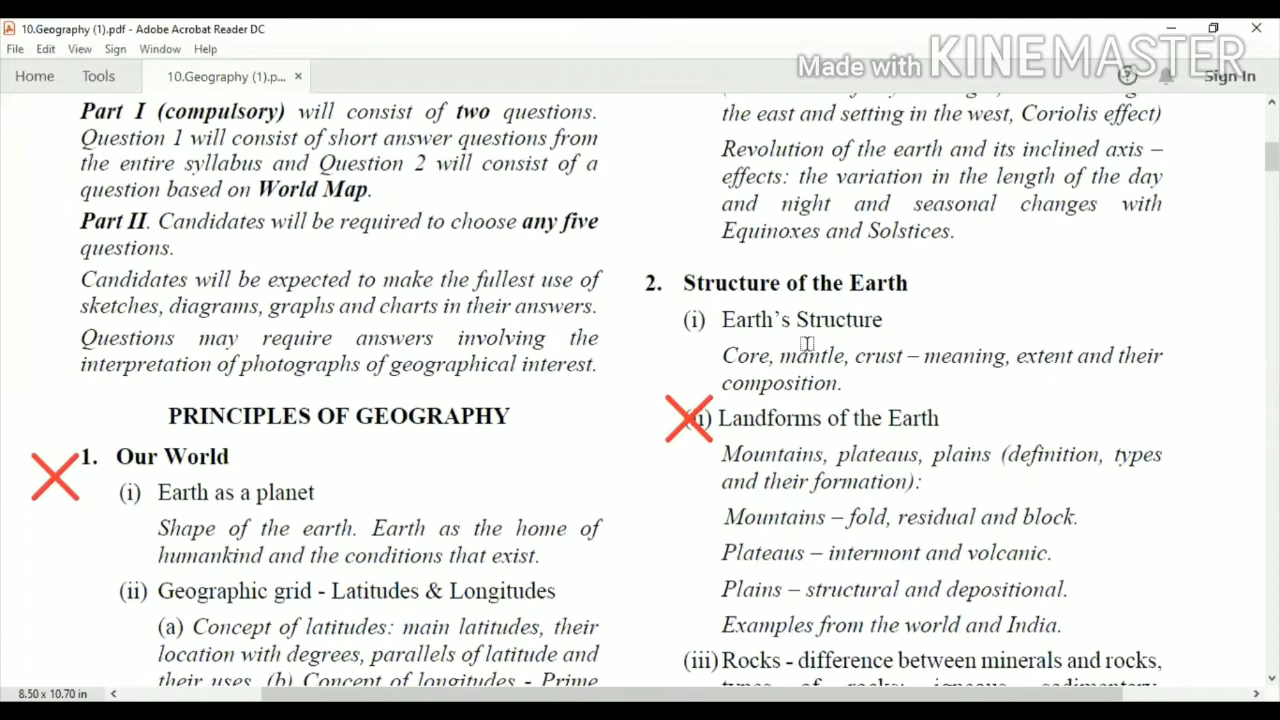 10.Geography (1).pdf - Adobe Acrobat Reader DC
File Edit View Sign Window Help
Made with KINEMASTER
Home Tools 10.Geography (1).p... × Sign In
Part I (compulsory) will consist of two questions.
Question 1 will consist of short answer questions from
the entire syllabus and Question 2 will consist of a
question based on World Map.
Part II. Candidates will be required to choose any five
questions.
Candidates will be expected to make the fullest use of
sketches, diagrams, graphs and charts in their answers.
Questions may require answers involving the
interpretation of photographs of geographical interest.
PRINCIPLES OF GEOGRAPHY
1. Our World
(i) Earth as a planet
Shape of the earth. Earth as the home of
humankind and the conditions that exist.
(ii) Geographic grid - Latitudes & Longitudes
(a) Concept of latitudes: main latitudes, their
location with degrees, parallels of latitude and
their uses. (b) Concept of longitudes - Prime
the east and setting in the west, Coriolis effect)
Revolution of the earth and its inclined axis –
effects: the variation in the length of the day
and night and seasonal changes with
Equinoxes and Solstices.
2. Structure of the Earth
(i) Earth's Structure
Core, mantle, crust – meaning, extent and their
composition.
(ii) Landforms of the Earth
Mountains, plateaus, plains (definition, types
and their formation):
Mountains – fold, residual and block.
Plateaus – intermont and volcanic.
Plains – structural and depositional.
Examples from the world and India.
(iii) Rocks - difference between minerals and rocks,
types of rocks: igneous, sedimentary,
8.50 x 10.70 in